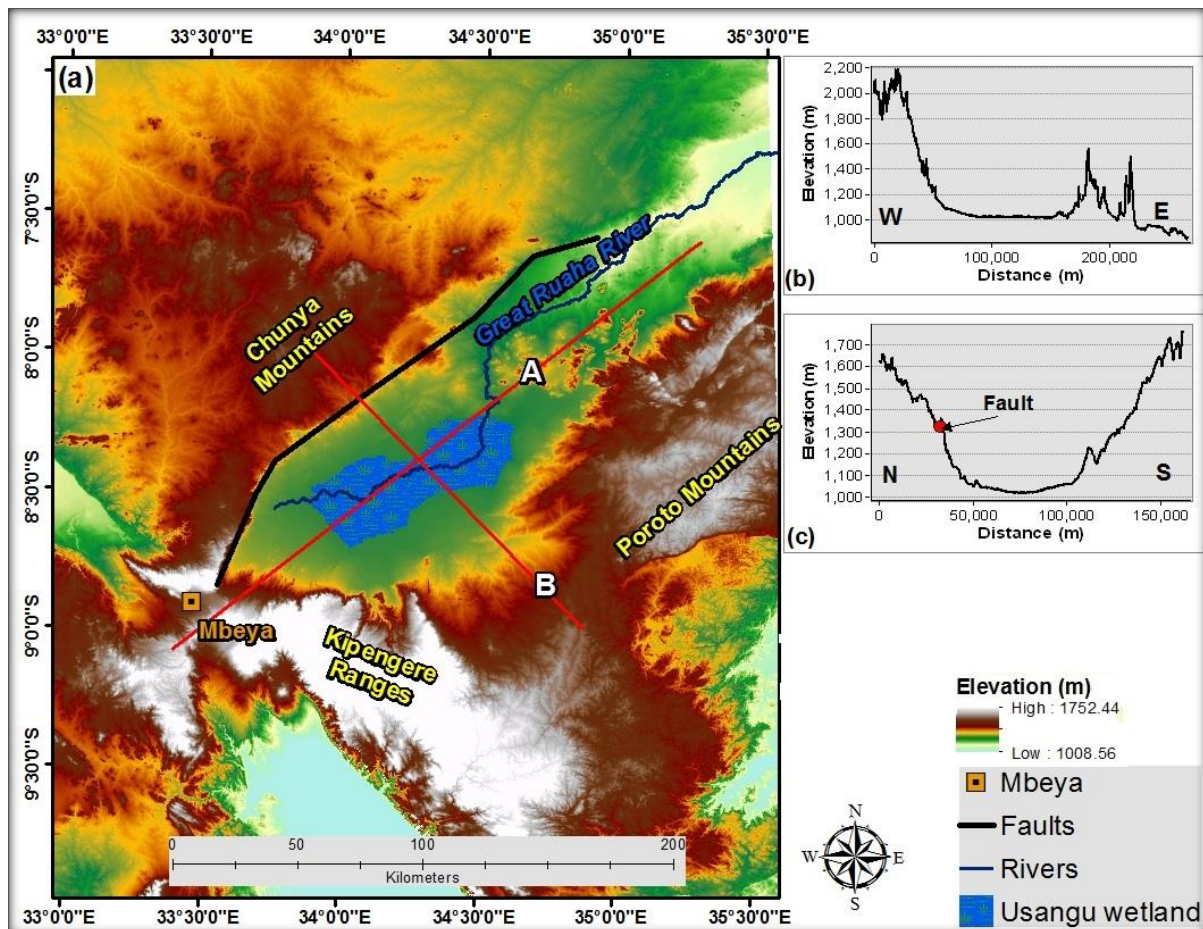 33°0'0"E 33°30'0"E 34°0'0"E 34°30'0"E 35°0'0"E 35°30'0"E
(a)
7°30'0"S
8°0'0"S
8°30'0"S
9°0'0"S
9°30'0"S
Chunya
Mountains
Great Ruaha River
A
Poroto Mountains
B
Mbeya
Kipengere
Ranges
0 50 100 200
Kilometers
33°0'0"E 33°30'0"E 34°0'0"E 34°30'0"E 35°0'0"E 35°30'0"E
2,200
2,000
1,800
1,600
1,400
1,200
1,000
Elevation (m)
W
E
0 100,000 200,000
Distance (m)
(b)
1,700
1,600
1,500
1,400
1,300
1,200
1,100
1,000
Elevation (m)
Fault
N
S
0 50,000 100,000 150,000
Distance (m)
(c)
Elevation (m)
High : 1752.44
Low : 1008.56
N
W
E
S
Mbeya
Faults
Rivers
Usangu wetland